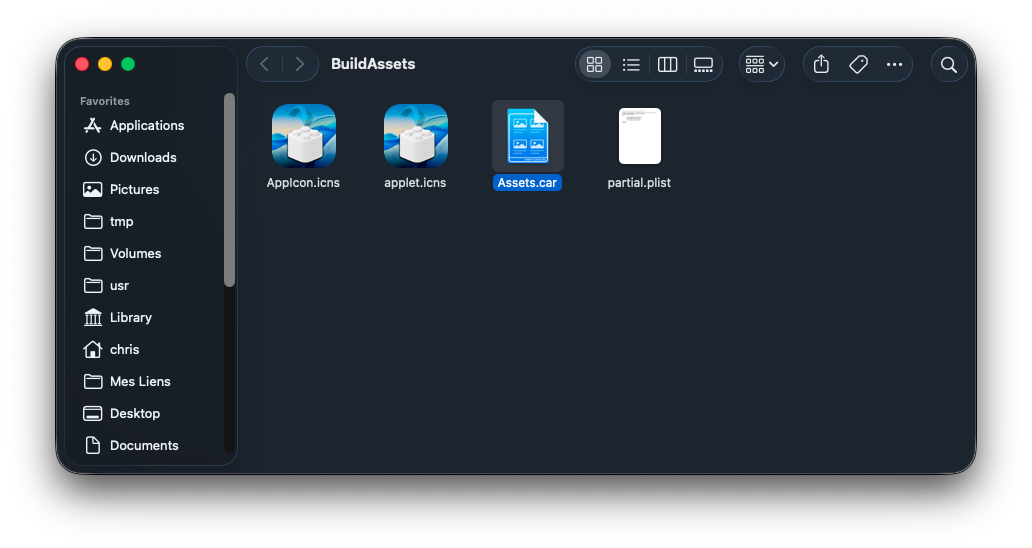 BuildAssets
Favorites
Applications
Downloads
Pictures
tmp
Volumes
usr
Library
chris
Mes Liens
Desktop
Documents
AppIcon.icns
applet.icns
Assets.car
partial.plist